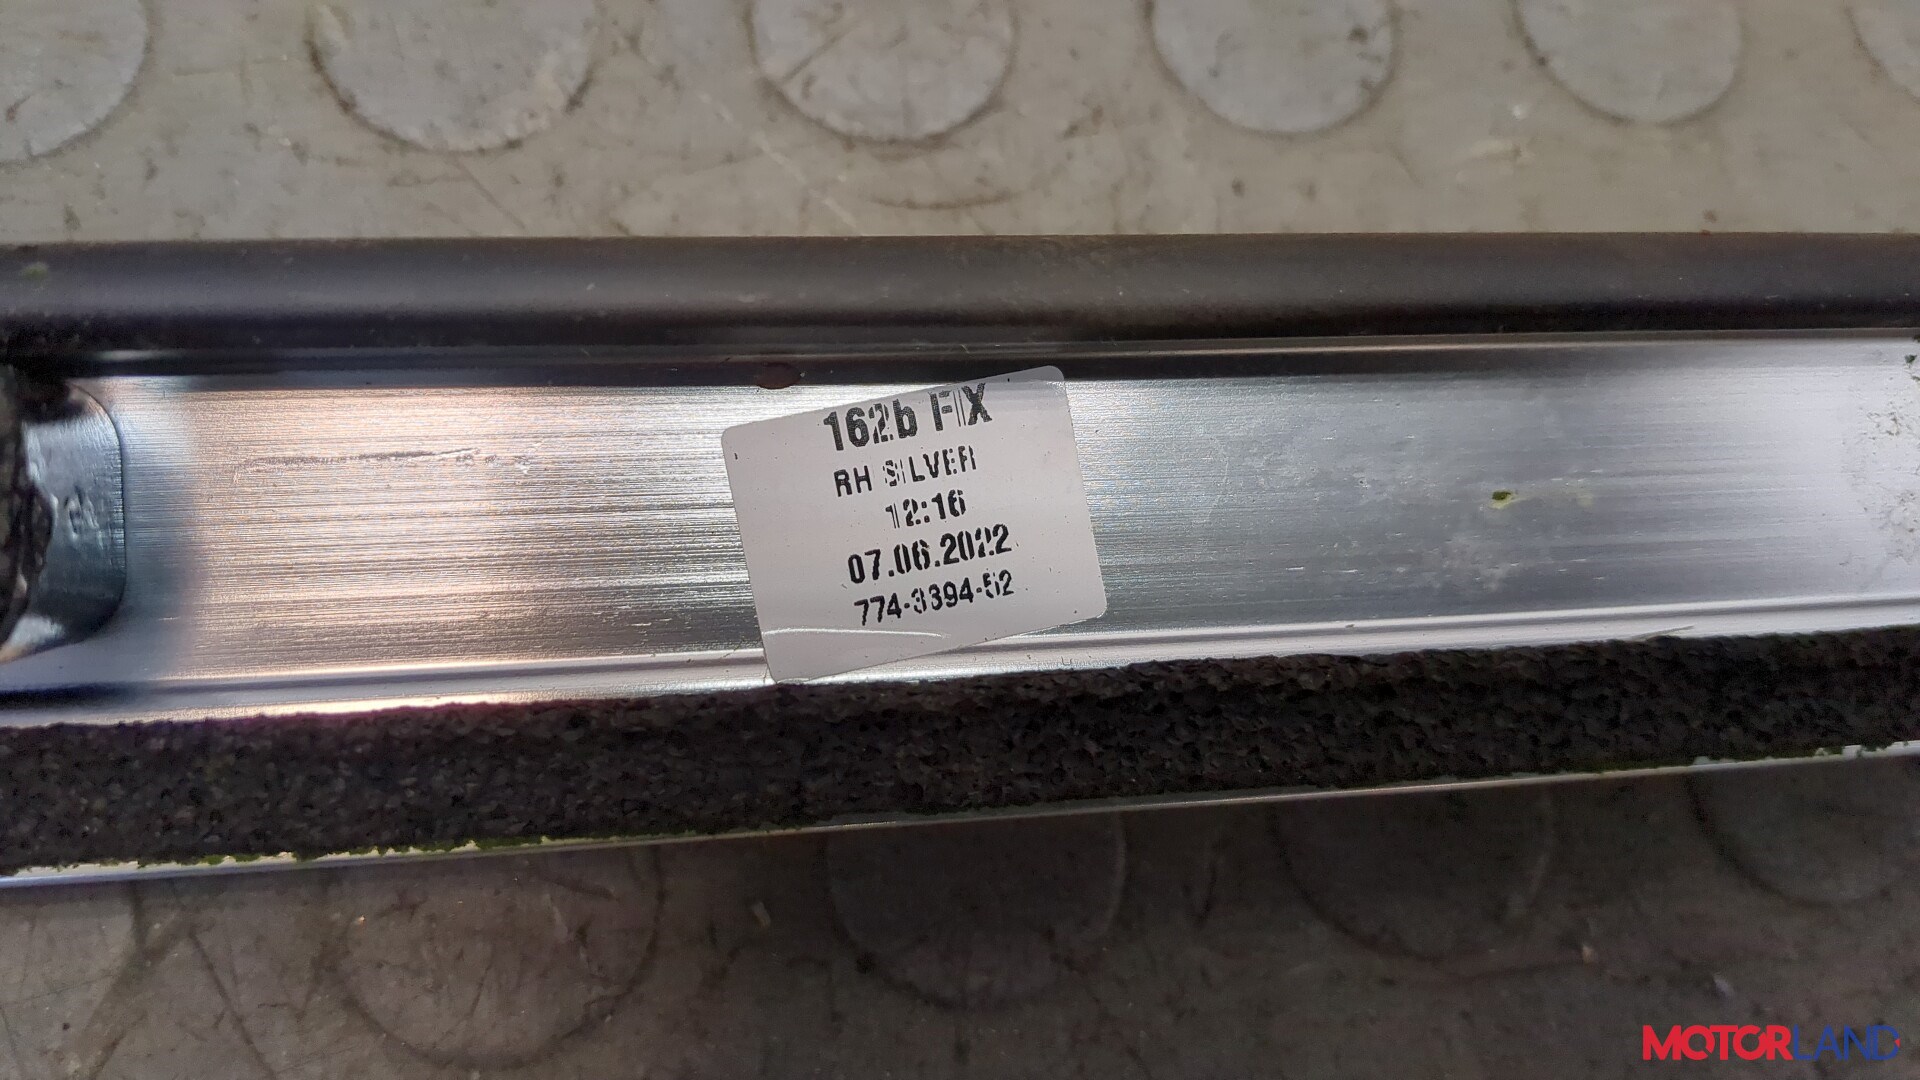 162b FIX
RH SILVER
12:16
07.06.2022
774-3394-52
MOTORLAND